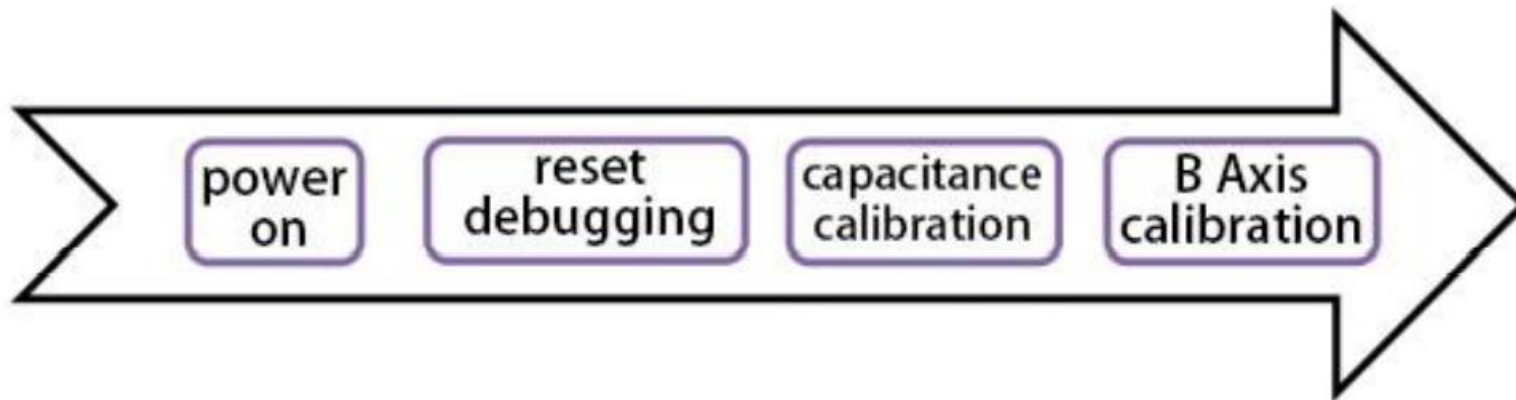 power
on
reset
debugging
capacitance
calibration
B Axis
calibration